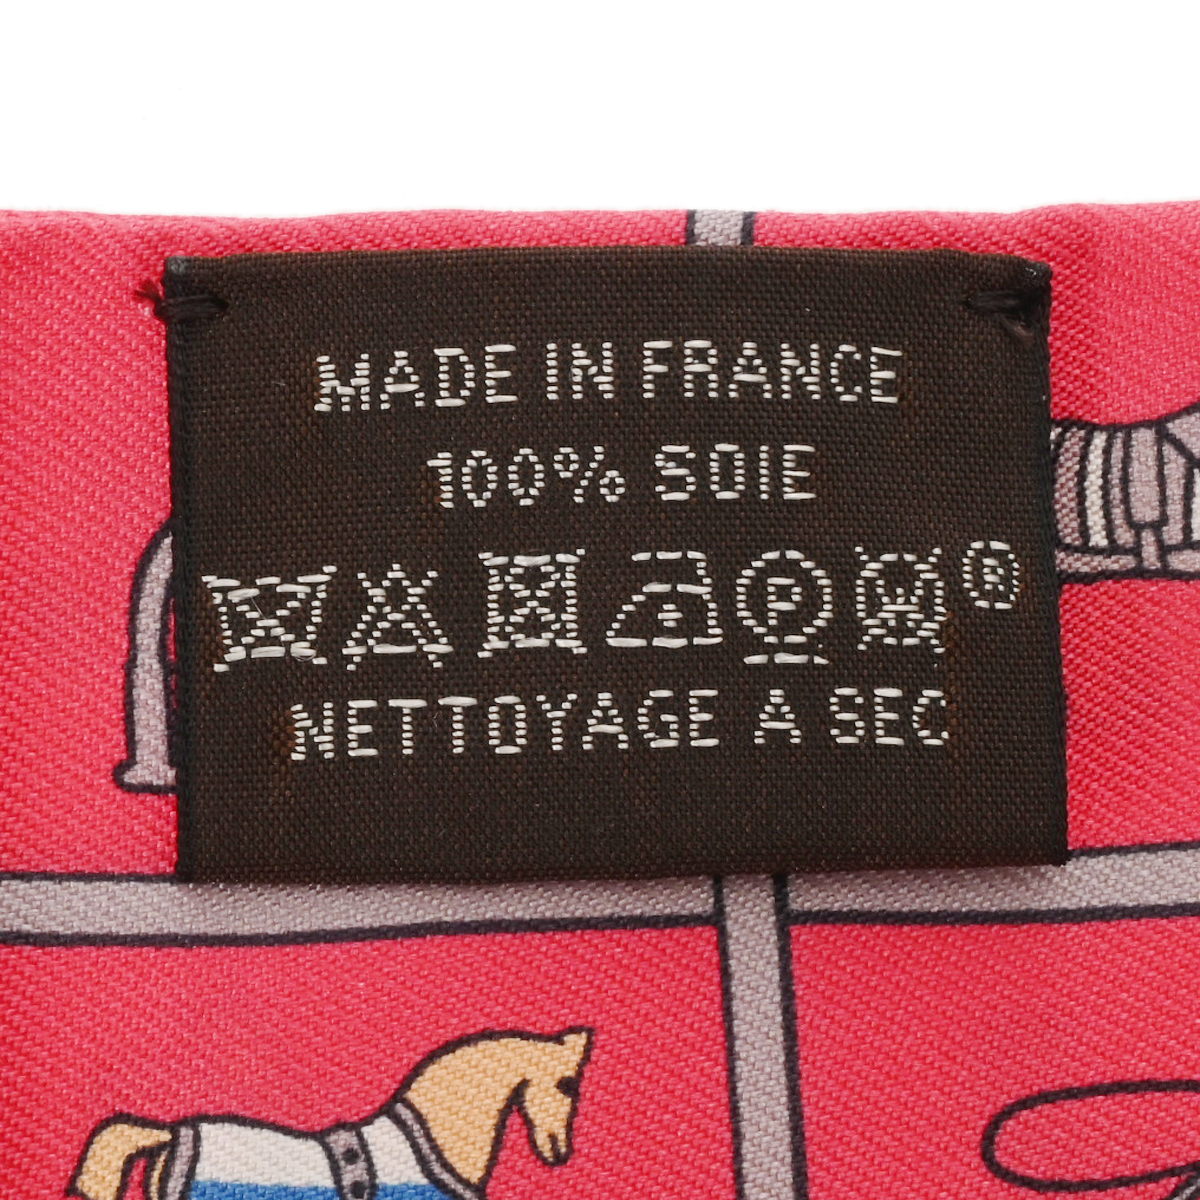 MADE IN FRANCE
100% SOIE
P ®
NETTOYAGE A SEC